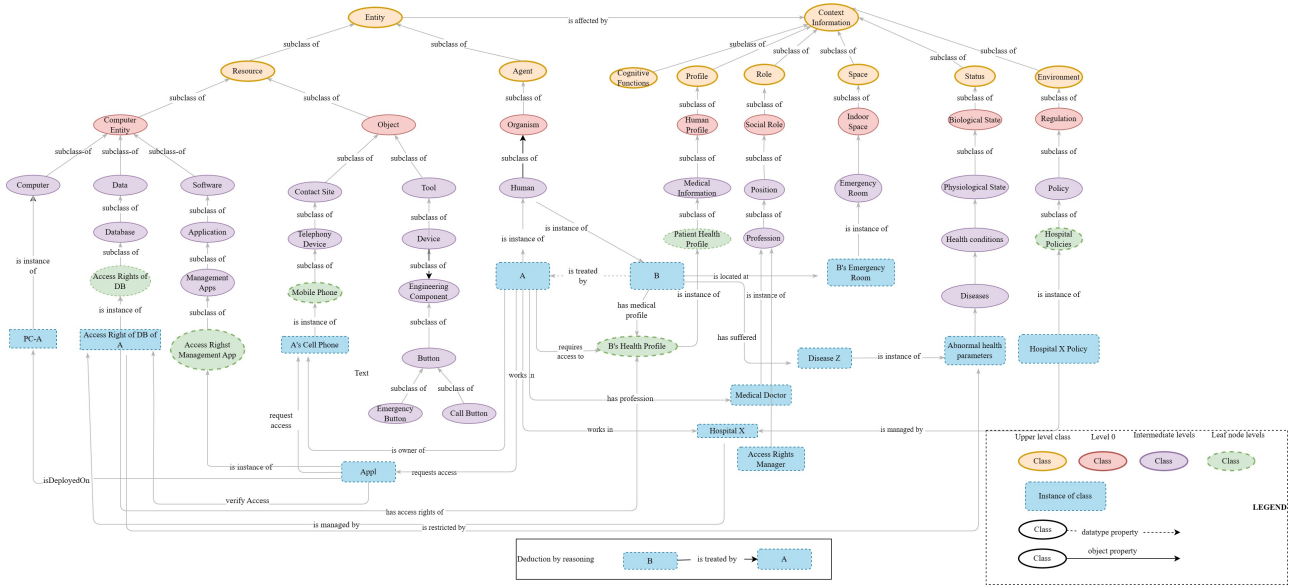 Entity
is affected by
Context
Information
subclass of
subclass of
subclass of
subclass of
subclass of
subclass of
subclass of
Resource
Agent
Cognitive
Functions
Profile
Role
Space
Status
Environment
subclass of
subclass of
subclass of
subclass of
subclass of
subclass of
subclass of
subclass of
Computer
Entity
Object
Organism
Human
Profile
Social Role
Indoor
Space
Biological State
Regulation
subclass-of
subclass-of
subclass-of
subclass of
subclass of
subclass of
subclass of
subclass of
subclass of
subclass of
subclass of
Computer
Data
Software
Contact Site
Tool
Human
Medical
Information
Position
Emergency
Room
Physiological State
Policy
subclass of
subclass of
subclass of
subclass of
subclass of
subclass of
subclass of
subclass of
Database
Application
Telephony
Device
Device
is instance of
is instance of
Patient Health
Profile
Profession
is instance of
Health conditions
Hospital
Policies
is instance
of
subclass of
subclass of
subclass of
subclass of
subclass of
Access Rights of
DB
Management
Apps
Mobile Phone
Engineering
Component
A
is treated
by
B
is located at
B's Emergency
Room
is instance of
is instance of
is instance of
Diseases
is instance of
is instance of
subclass of
is instance of
subclass of
has medical
profile
has suffered
PC-A
Access Right of DB of
A
Access Righst
Management App
A's Cell Phone
Button
requires
access to
B's Health Profile
Disease Z
is instance of
Abnormal health
parameters
Hospital X Policy
Text
works in
subclass of
subclass of
has profession
Medical Doctor
Emergency
Button
Call Button
request
access
works in
Hospital X
is managed by
is owner of
Access Rights
Manager
is instance of
Appl
requests access
isDeployedOn
verify Access
has access rights of
is managed by
is restricted by
Deduction by reasoning
B
is treated by
A
Upper level class
Level 0
Intermediate levels
Leaf node levels
Class
Class
Class
Class
Instance of class
LEGEND
Class
datatype property
Class
object property